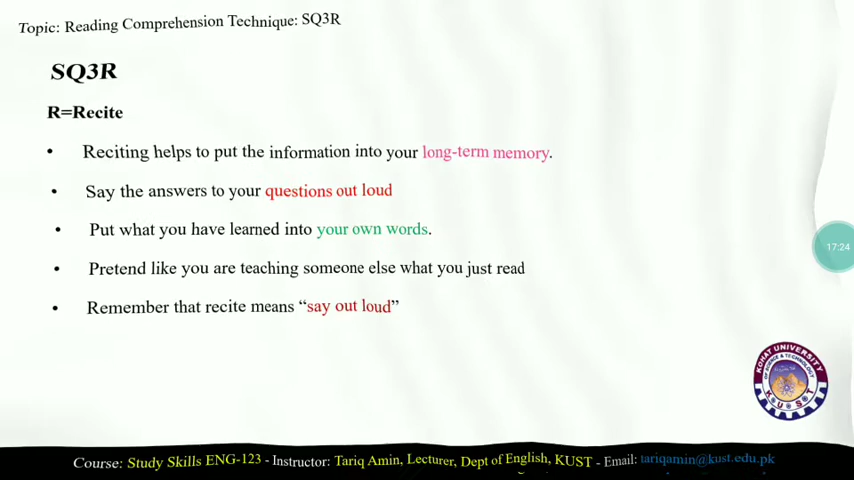 Topic: Reading Comprehension Technique: SQ3R
SQ3R
R=Recite
• Reciting helps to put the information into your long-term memory.
• Say the answers to your questions out loud
• Put what you have learned into your own words.
• Pretend like you are teaching someone else what you just read
• Remember that recite means “say out loud”
17:24
KOHAT UNIVERSITY
OF SCIENCE & TECHNOLOGY
K U S T
Course: Study Skills ENG-123 - Instructor: Tariq Amin, Lecturer, Dept of English, KUST - Email: tariqamin@kust.edu.pk